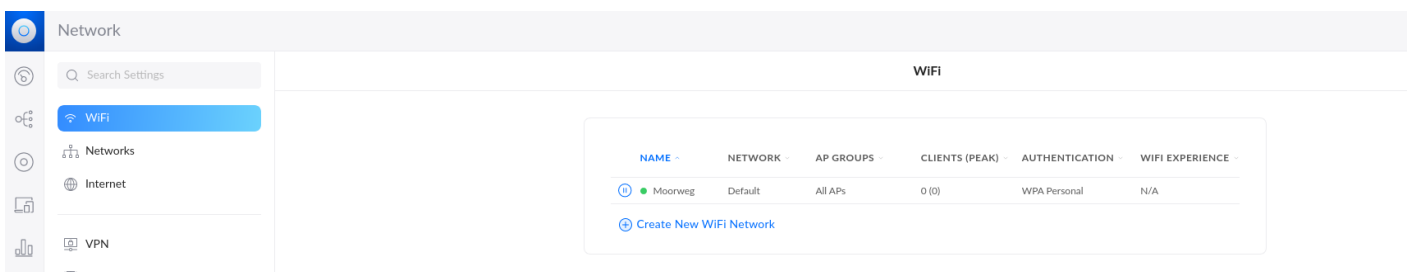 Network
Search Settings
WiFi
Networks
Internet
VPN
WiFi
NAME NETWORK AP GROUPS CLIENTS (PEAK) AUTHENTICATION WIFI EXPERIENCE
Moorweg Default All APs 0 (0) WPA Personal N/A
Create New WiFi Network